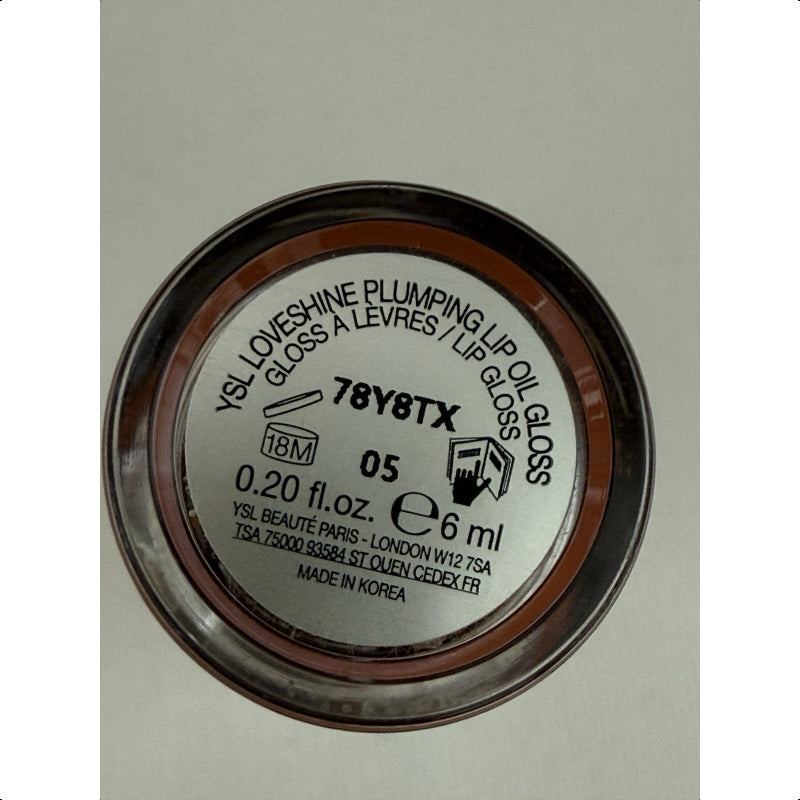 YSL LOVESHINE PLUMPING LIP OIL GLOSS
GLOSS À LÈVRES / LIP GLOSS
78Y8TX
18M
05
0.20 fl.oz. e 6 ml
YSL BEAUTÉ PARIS - LONDON W12 7SA
TSA 75000 93584 ST OUEN CEDEX FR
MADE IN KOREA